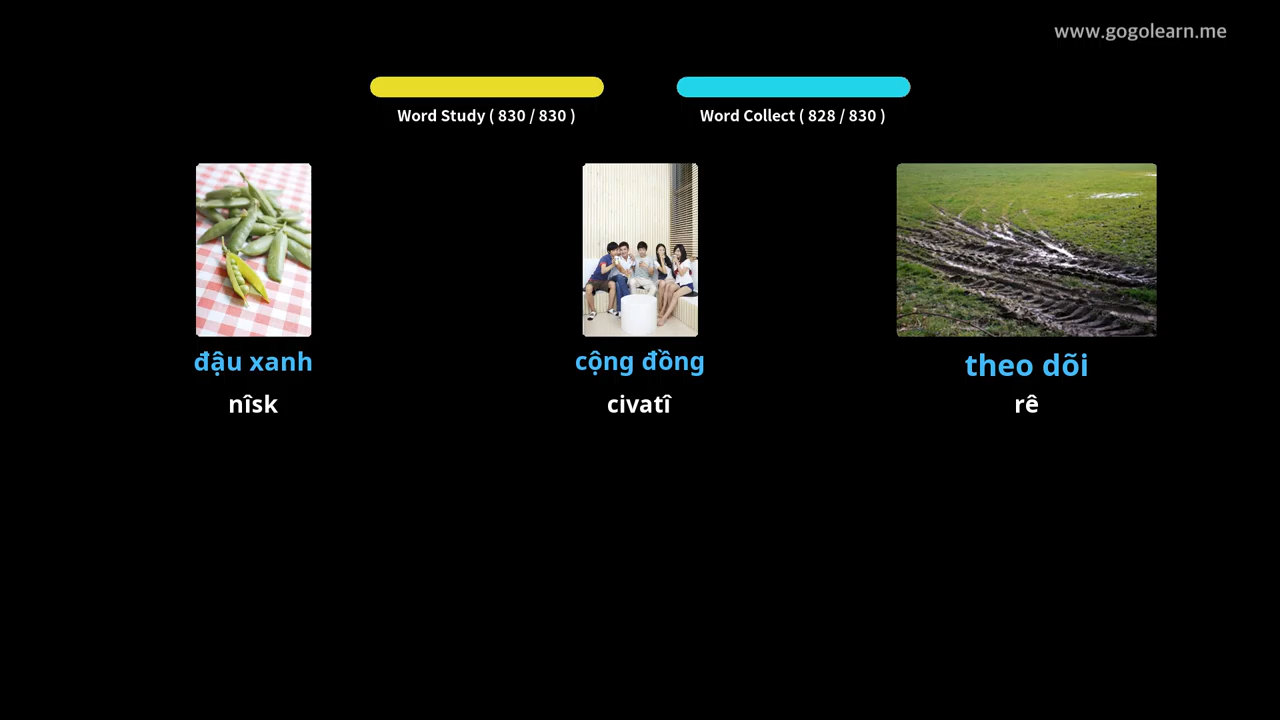 www.gogolearn.me
Word Study ( 830 / 830 )
Word Collect ( 828 / 830 )
đậu xanh
cộng đồng
theo dõi
nîsk
civatî
rê